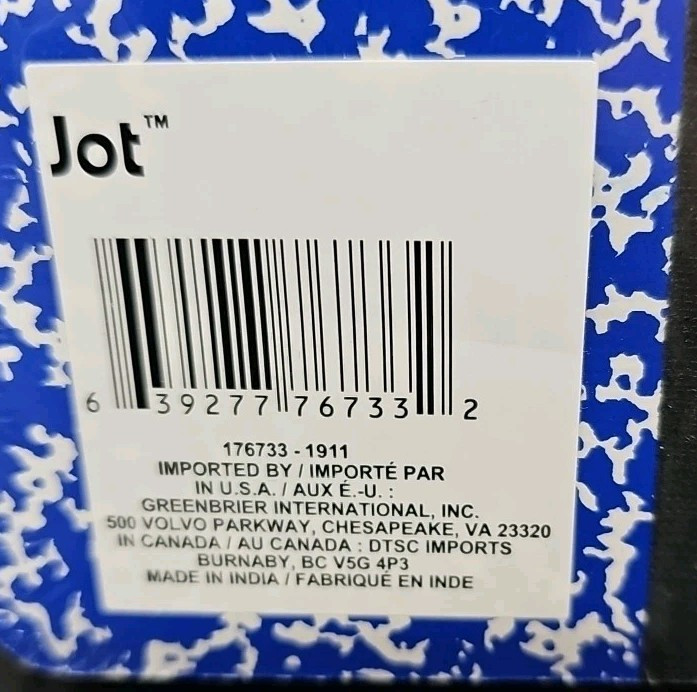 Jot™
6 39277 76733 2
176733 - 1911
IMPORTED BY / IMPORTÉ PAR
IN U.S.A. / AUX É.-U. :
GREENBRIER INTERNATIONAL, INC.
500 VOLVO PARKWAY, CHESAPEAKE, VA 23320
IN CANADA / AU CANADA : DTSC IMPORTS
BURNABY, BC V5G 4P3
MADE IN INDIA / FABRIQUÉ EN INDE